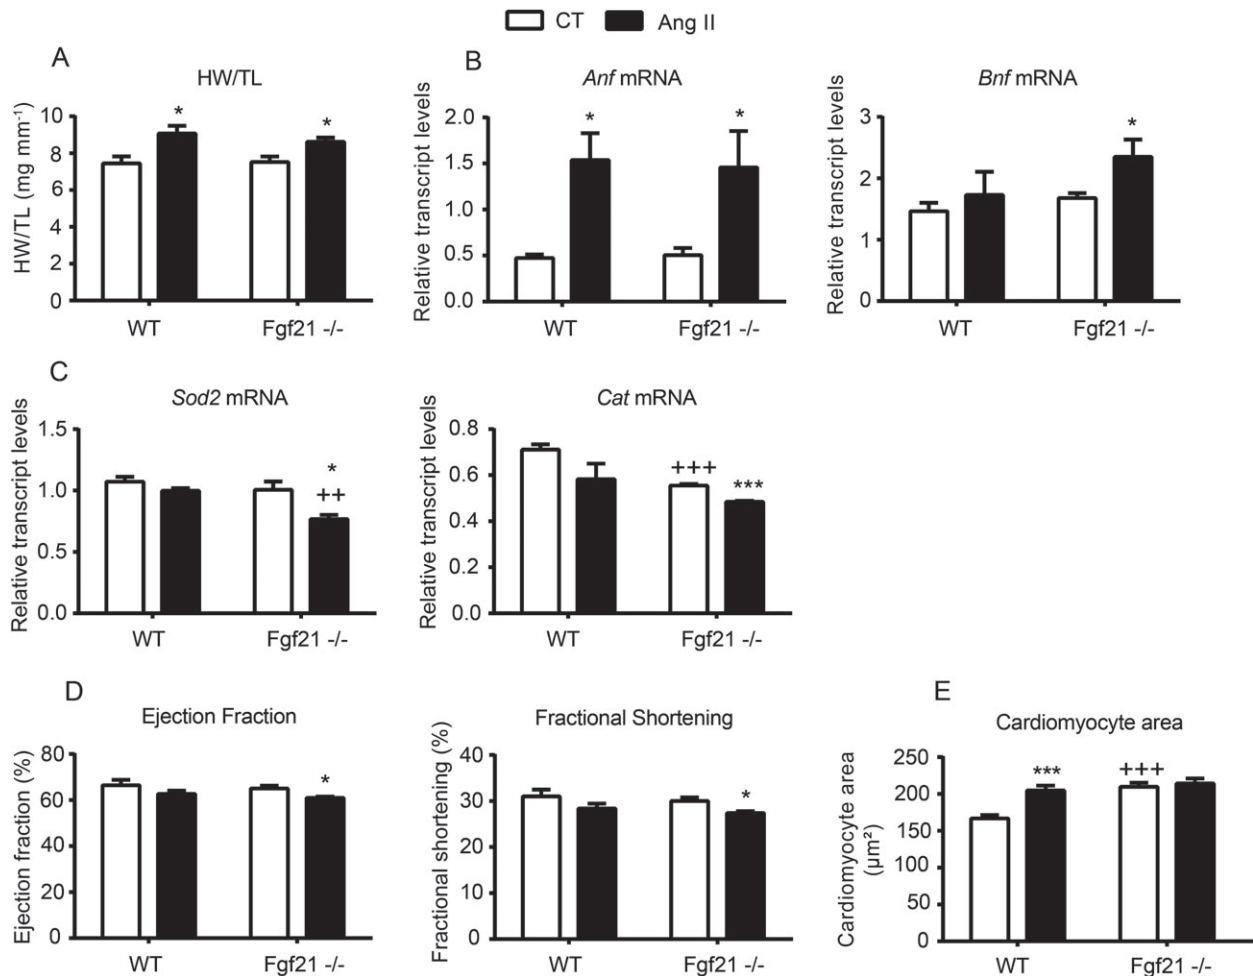 CT Ang II
A
HW/TL
HW/TL (mg mm⁻¹)
10
8
6
4
2
0
*
*
WT
Fgf21 -/-
B
Anf mRNA
Relative transcript levels
2.0
1.5
1.0
0.5
0.0
*
*
WT
Fgf21 -/-
Bnf mRNA
Relative transcript levels
3
2
1
0
*
WT
Fgf21 -/-
C
Sod2 mRNA
Relative transcript levels
1.5
1.0
0.5
0.0
*
++
WT
Fgf21 -/-
Cat mRNA
Relative transcript levels
0.8
0.6
0.4
0.2
0.0
+++
***
WT
Fgf21 -/-
D
Ejection Fraction
Ejection fraction (%)
80
60
40
20
0
*
WT
Fgf21 -/-
Fractional Shortening
Fractional shortening (%)
40
30
20
10
0
*
WT
Fgf21 -/-
E
Cardiomyocyte area
Cardiomyocyte area
(µm²)
250
200
150
100
50
0
***
+++
WT
Fgf21 -/-